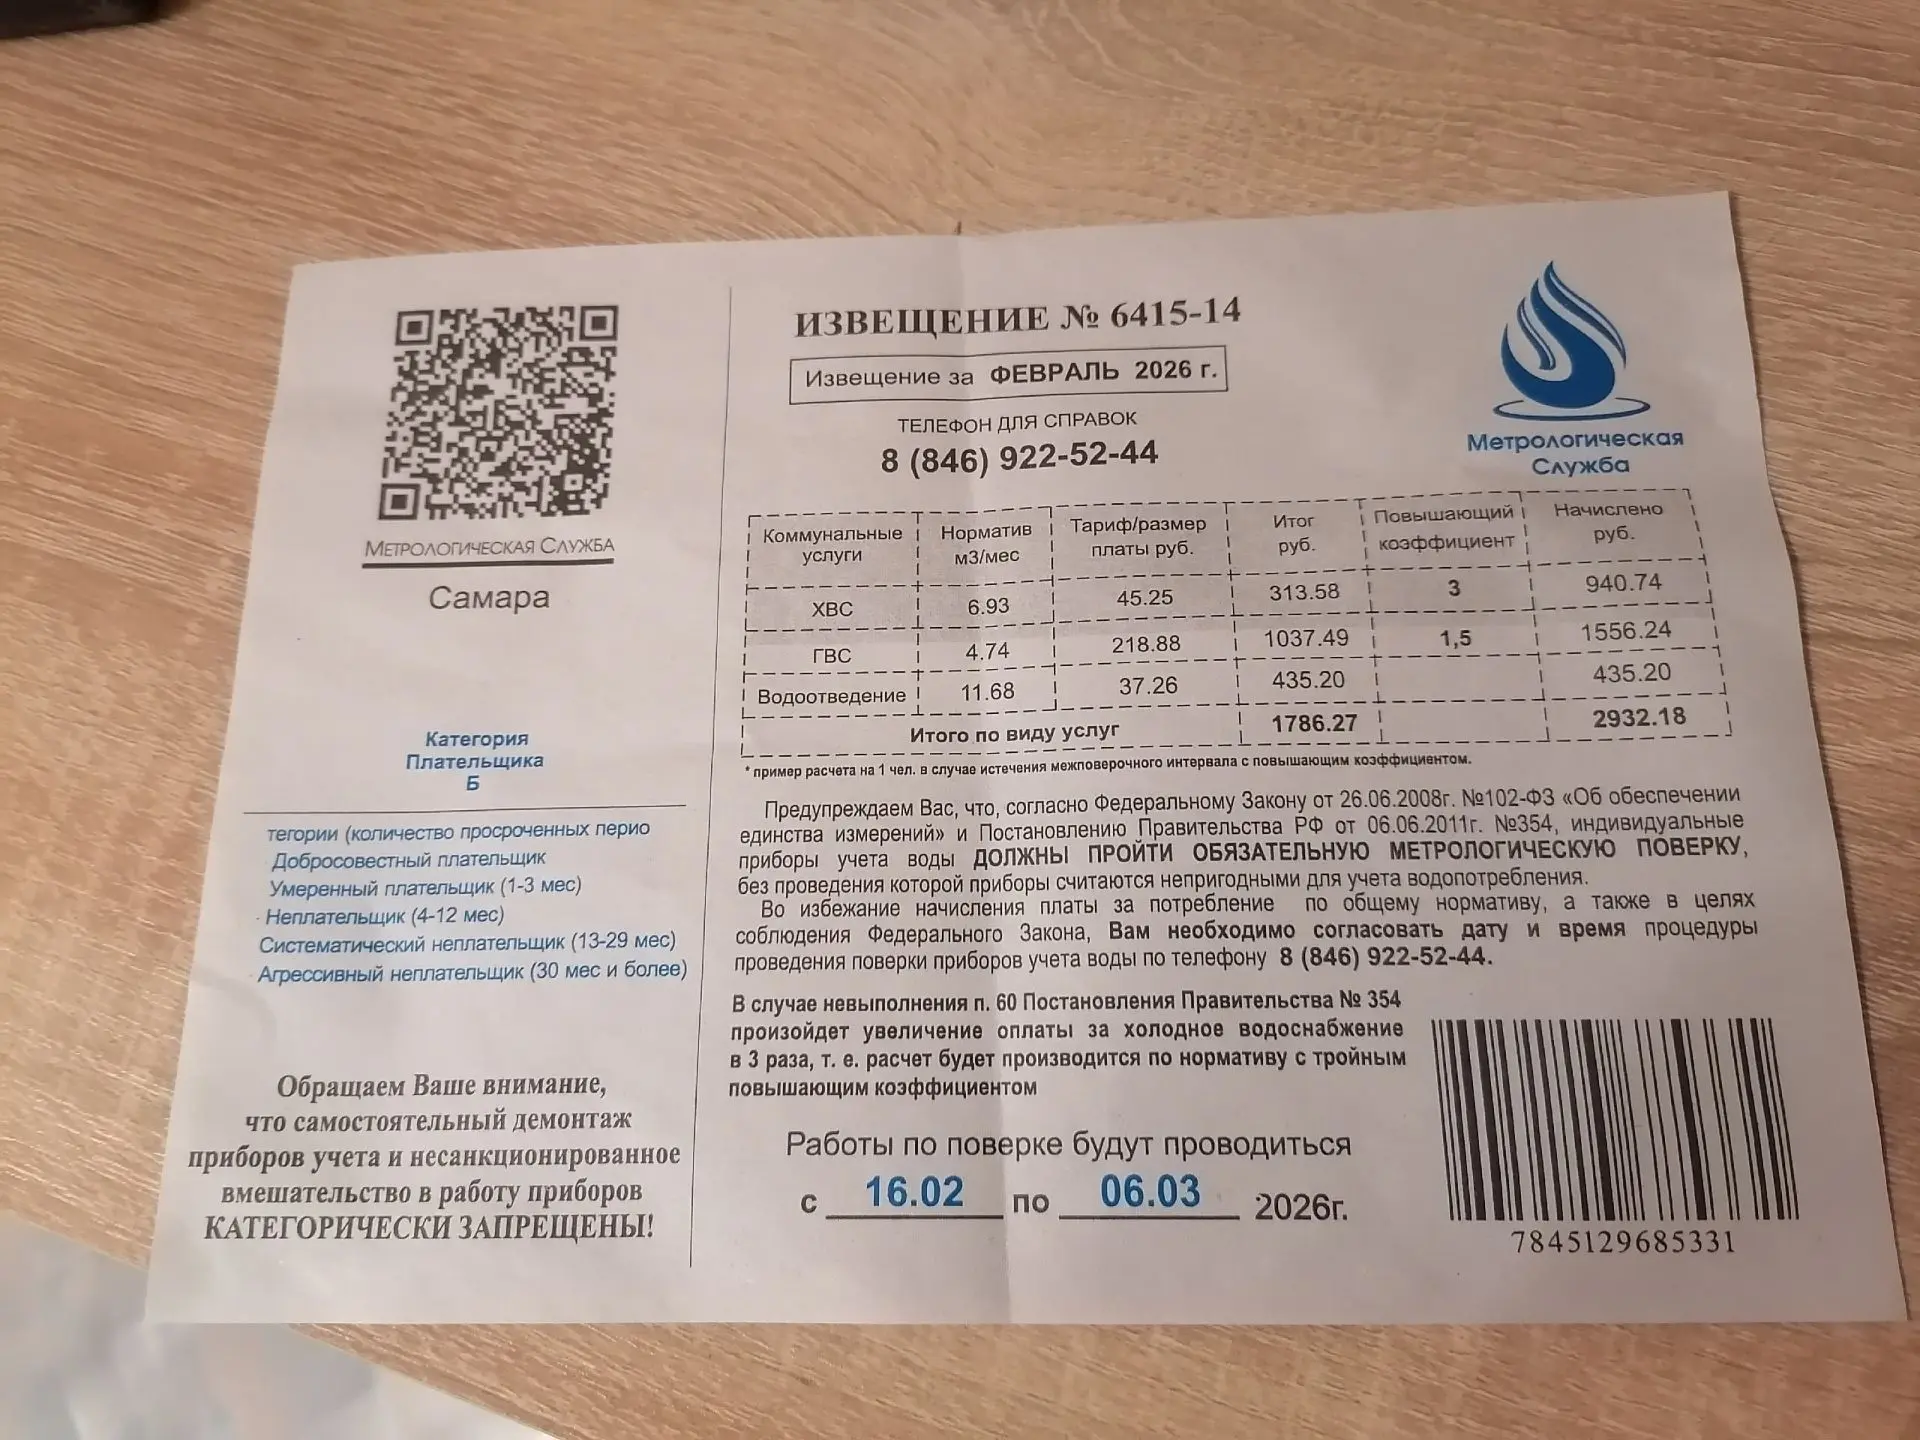 МЕТРОЛОГИЧЕСКАЯ СЛУЖБА
Самара
Категория
Плательщика
Б
тегории (количество просроченных перио
Добросовестный плательщик
Умеренный плательщик (1-3 мес)
Неплательщик (4-12 мес)
Систематический неплательщик (13-29 мес)
Агрессивный неплательщик (30 мес и более)
Обращаем Ваше внимание,
что самостоятельный демонтаж
приборов учета и несанкционированное
вмешательство в работу приборов
КАТЕГОРИЧЕСКИ ЗАПРЕЩЕНЫ!
ИЗВЕЩЕНИЕ № 6415-14
Извещение за ФЕВРАЛЬ 2026 г.
ТЕЛЕФОН ДЛЯ СПРАВОК
8 (846) 922-52-44
Метрологическая
Служба
Коммунальные услуги Норматив м3/мес Тариф/размер платы руб. Итог руб. Повышающий коэффициент Начислено руб.
ХВС 6.93 45.25 313.58 3 940.74
ГВС 4.74 218.88 1037.49 1,5 1556.24
Водоотведение 11.68 37.26 435.20 435.20
Итого по виду услуг 1786.27 2932.18
* пример расчета на 1 чел. в случае истечения межповерочного интервала с повышающим коэффициентом.
Предупреждаем Вас, что, согласно Федеральному Закону от 26.06.2008г. №102-ФЗ «Об обеспечении
единства измерений» и Постановлению Правительства РФ от 06.06.2011г. №354, индивидуальные
приборы учета воды ДОЛЖНЫ ПРОЙТИ ОБЯЗАТЕЛЬНУЮ МЕТРОЛОГИЧЕСКУЮ ПОВЕРКУ,
без проведения которой приборы считаются непригодными для учета водопотребления.
Во избежание начисления платы за потребление по общему нормативу, а также в целях
соблюдения Федерального Закона, Вам необходимо согласовать дату и время процедуры
проведения поверки приборов учета воды по телефону 8 (846) 922-52-44.
В случае невыполнения п. 60 Постановления Правительства № 354
произойдет увеличение оплаты за холодное водоснабжение
в 3 раза, т. е. расчет будет производится по нормативу с тройным
повышающим коэффициентом
Работы по поверке будут проводиться
с 16.02 по 06.03 2026г.
7845129685331